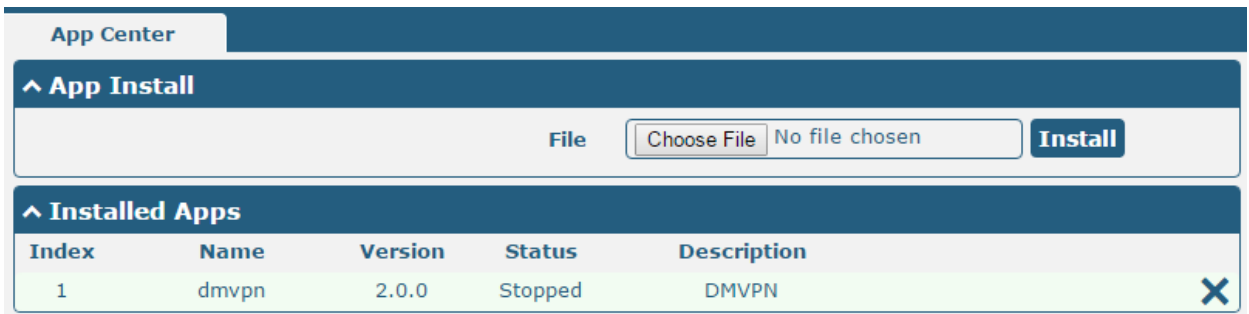 App Center
App Install
File Choose File No file chosen Install
Installed Apps
Index Name Version Status Description
1 dmvpn 2.0.0 Stopped DMVPN